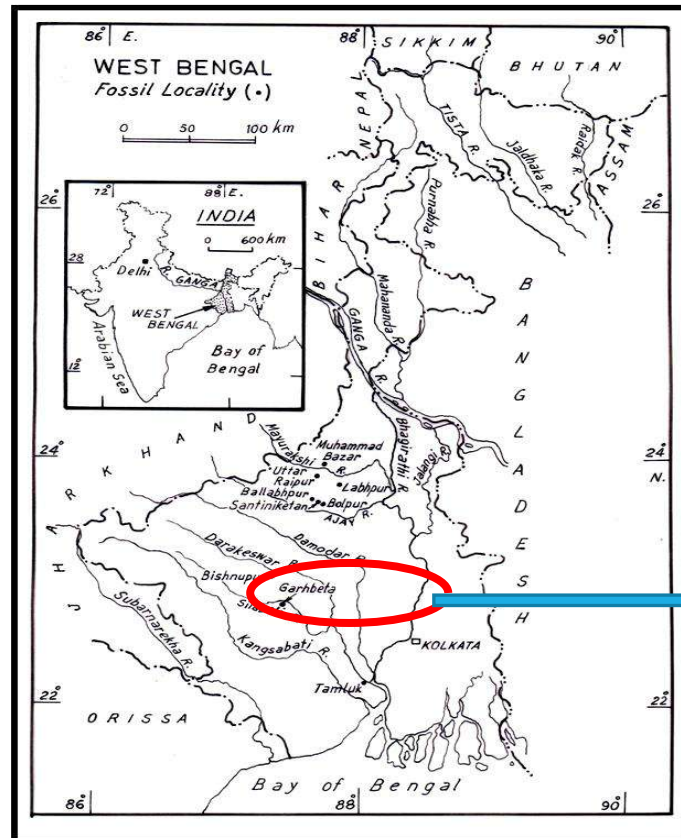 86° E.
88°
90°
SIKKIM
BHUTAN
WEST BENGAL
Fossil Locality (•)
0 50 100 km
NEPAL
TISTA R.
Jaldhaka R.
Raidak R.
ASSAM
26°
26°
72°
88° E.
INDIA
0 600 km
28°
Delhi
R. GANGA
WEST BENGAL
Arabian Sea
Bay of Bengal
12°
BIHAR
Mahananda R.
GANGA R.
BANGLADESH
24°
24°
N.
JHARKHAND
Mayurakshi R.
Muhammad Bazar
Uttar Raipur
Labhpur
Ballabhpur
Bolpur
Santiniketan
AJAY R.
Bhagirathi R.
Jalangi R.
Damodar R.
Darakeswar R.
Bishnupur
Garhbeta
Kangsabati R.
Subarnarekha R.
KOLKATA
Tamluk
22°
22°
ORISSA
Bay of Bengal
86°
88°
90°